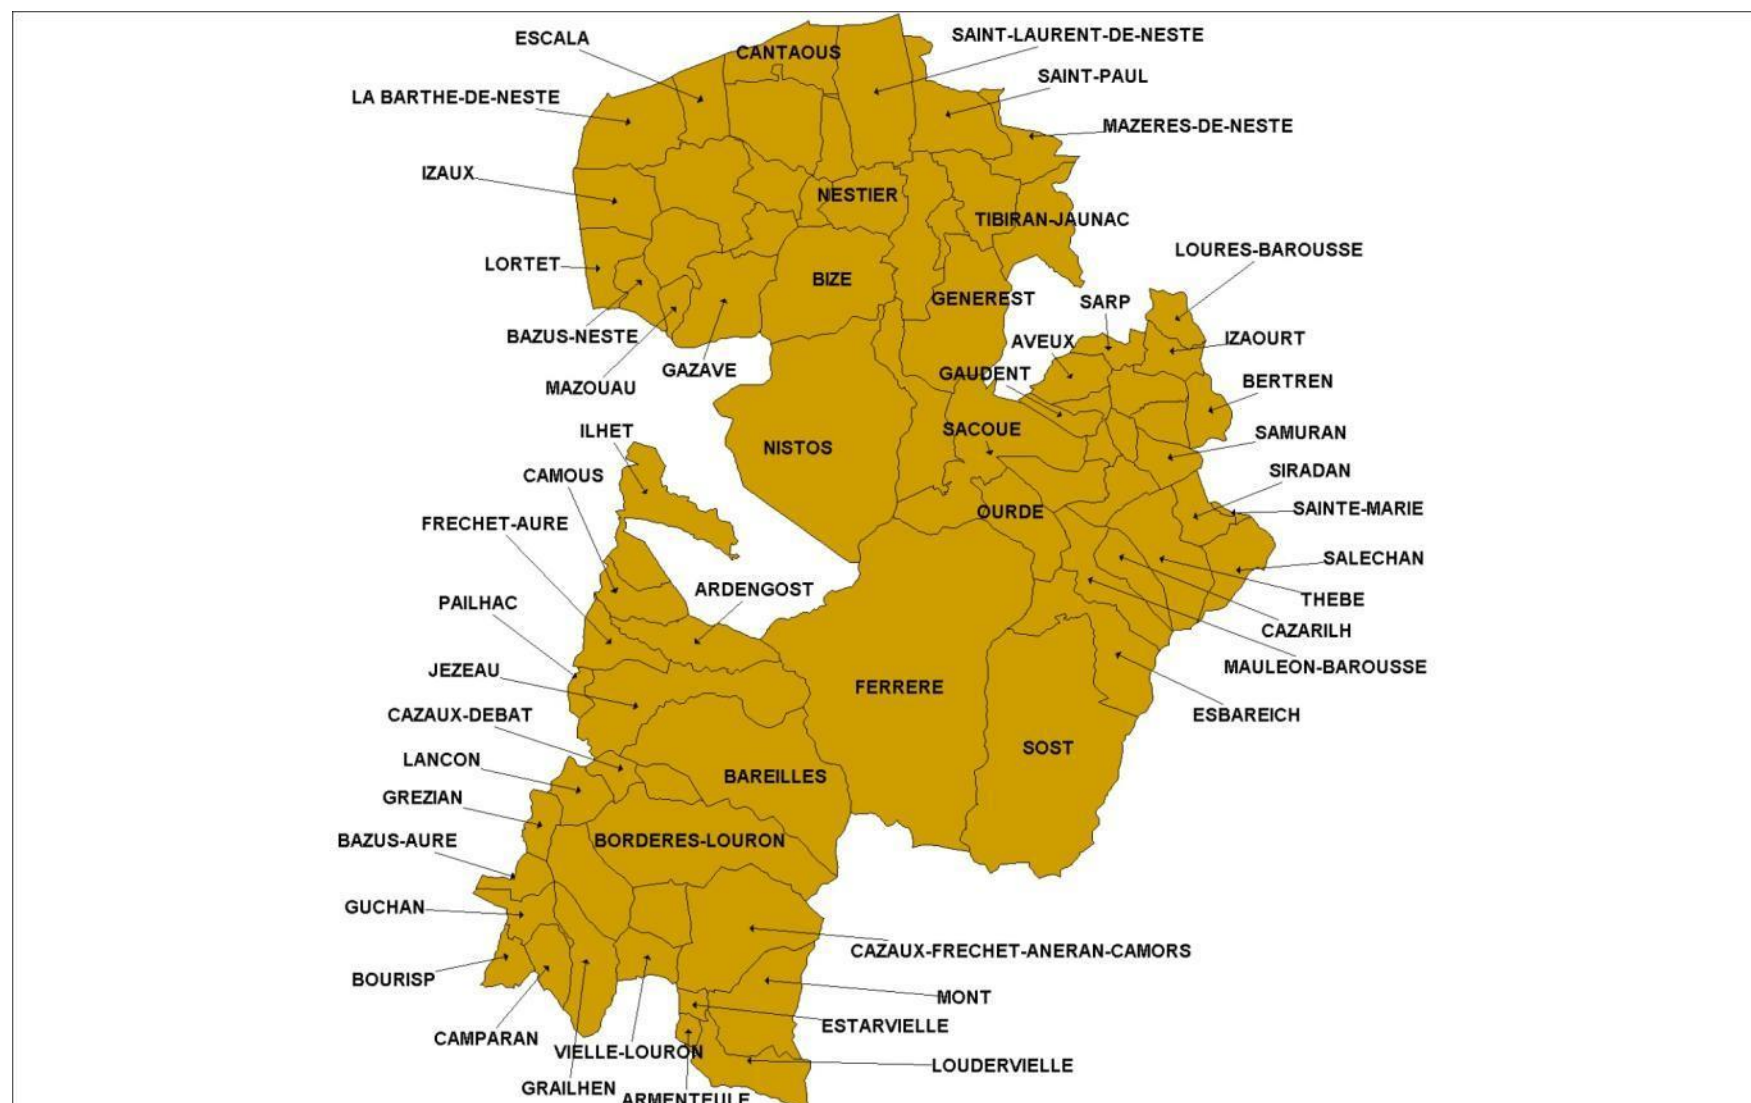 ESCALA
SAINT-LAURENT-DE-NESTE
CANTAOUS
SAINT-PAUL
LA BARTHE-DE-NESTE
MAZERES-DE-NESTE
IZAUX
NESTIER
TIBIRAN-JAUNAC
LOURES-BAROUSSE
LORTET
BIZE
GENEREST
SARP
BAZUS-NESTE
AVEUX
IZAOURT
GAZAVE
GAUDENT
MAZOUAU
BERTREN
ILHET
SACOUE
SAMURAN
NISTOS
CAMOUS
SIRADAN
SAINTE-MARIE
OURDE
FRECHET-AURE
SALECHAN
ARDENGOST
THEBE
PAILHAC
CAZARILH
MAULEON-BAROUSSE
JEZEAU
FERRERE
CAZAUX-DEBAT
ESBAREICH
SOST
LANCON
BAREILLES
GREZIAN
BAZUS-AURE
BORDERES-LOURON
GUCHAN
CAZAUX-FRECHET-ANERAN-CAMORS
BOURISP
MONT
ESTARVIELLE
CAMPARAN
VIELLE-LOURON
LOUDERVIELLE
GRAILHEN
ARMENTEULE